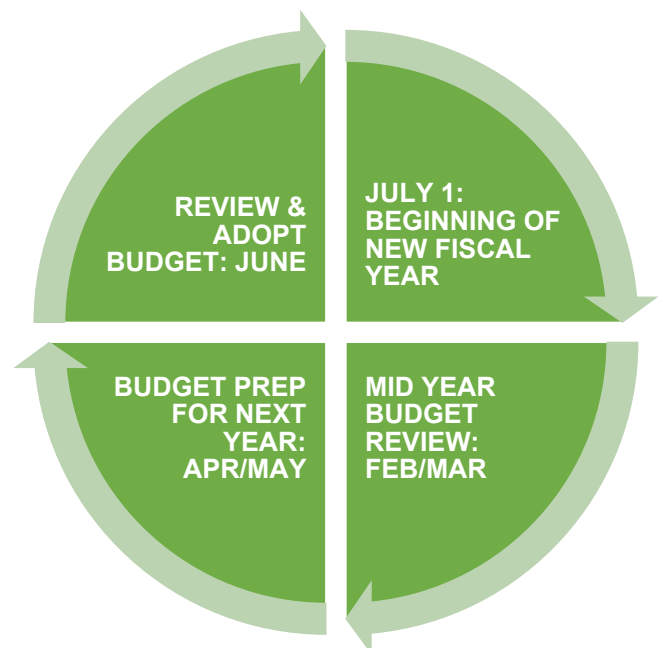 REVIEW &
ADOPT
BUDGET: JUNE
JULY 1:
BEGINNING OF
NEW FISCAL
YEAR
BUDGET PREP
FOR NEXT
YEAR:
APR/MAY
MID YEAR
BUDGET
REVIEW:
FEB/MAR